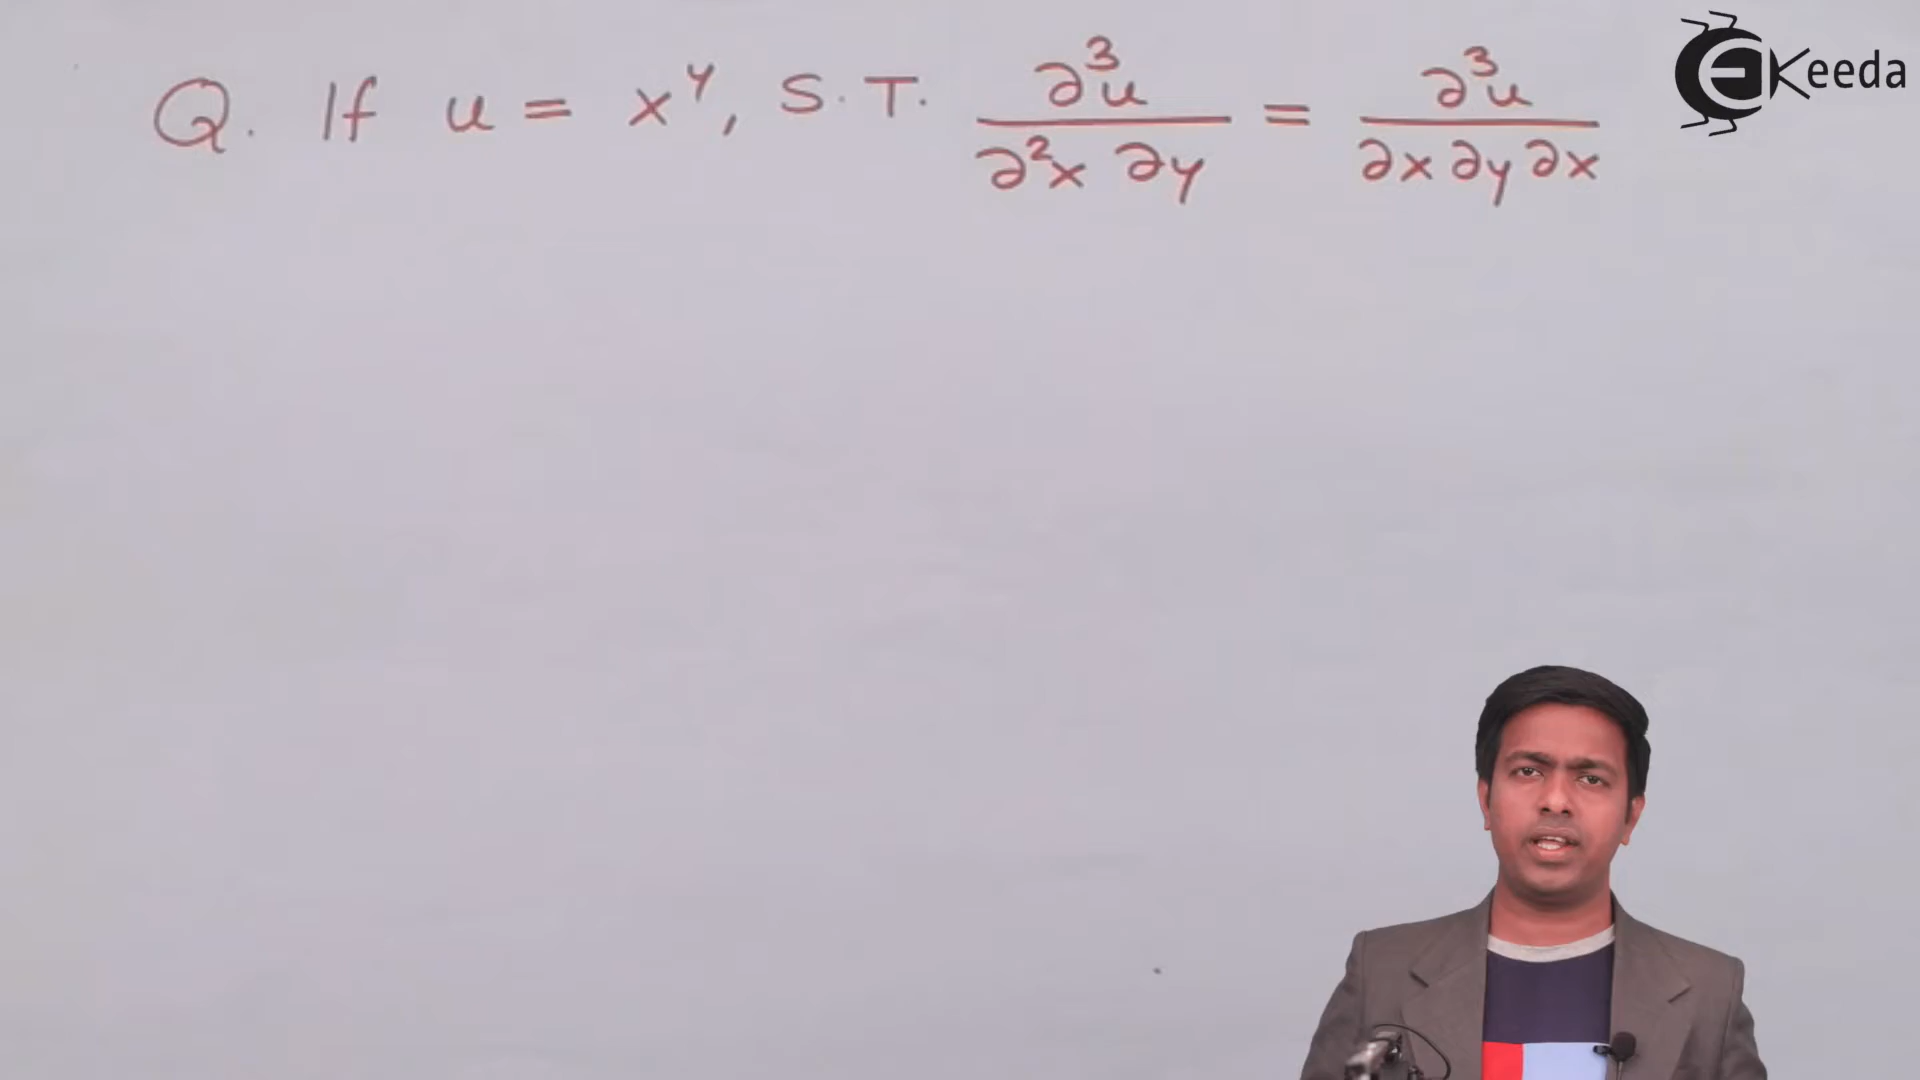 Q. If u = x^y, S.T. ∂³u / ∂²x ∂y = ∂³u / ∂x ∂y ∂x
EKeeda